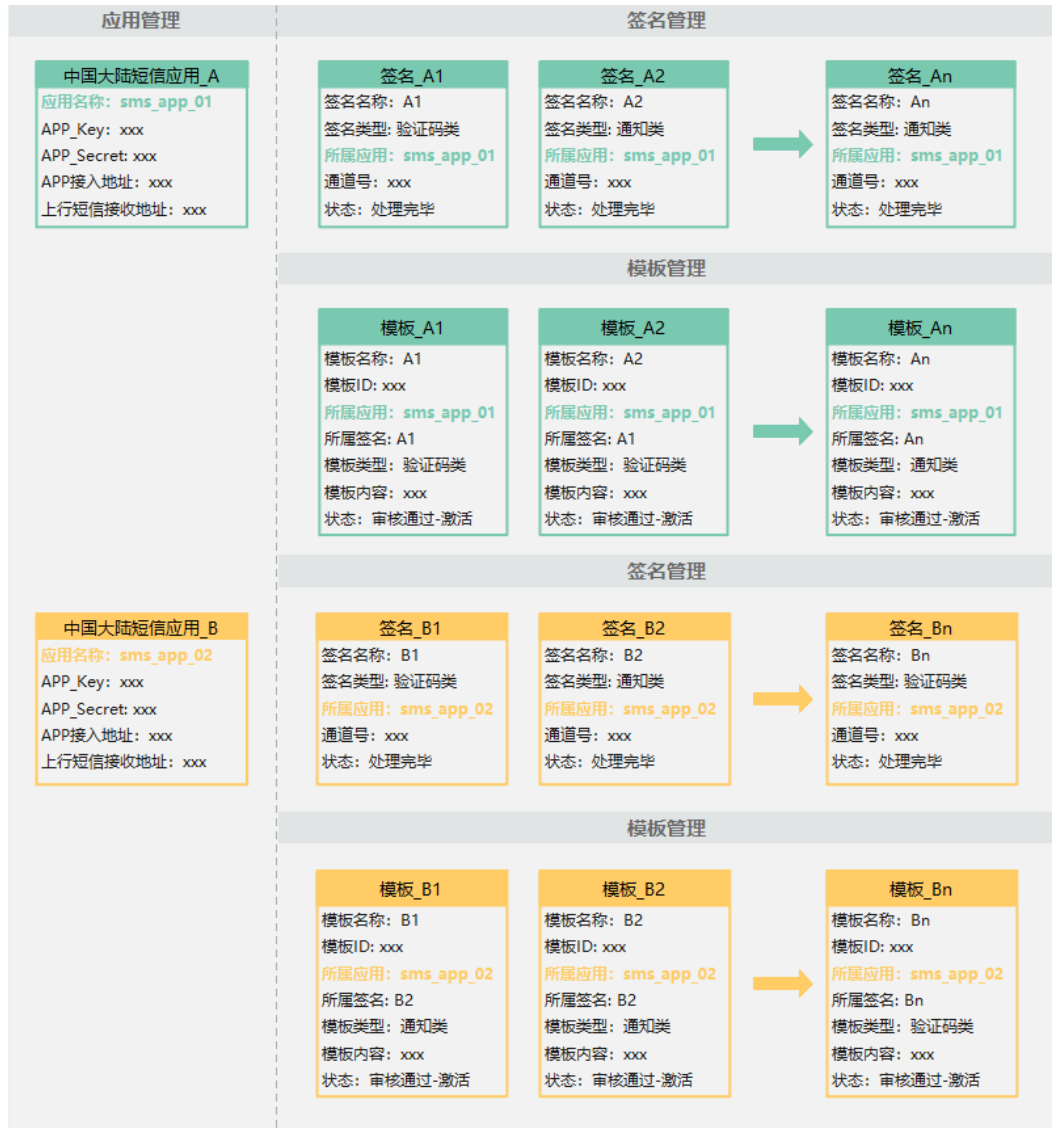 应用管理
签名管理
中国大陆短信应用_A
应用名称：sms_app_01
APP_Key：xxx
APP_Secret: xxx
APP接入地址：xxx
上行短信接收地址：xxx
签名_A1
签名名称：A1
签名类型: 验证码类
所属应用：sms_app_01
通道号：xxx
状态：处理完毕
签名_A2
签名名称：A2
签名类型: 通知类
所属应用：sms_app_01
通道号：xxx
状态：处理完毕
签名_An
签名名称：An
签名类型: 通知类
所属应用：sms_app_01
通道号：xxx
状态：处理完毕
模板管理
模板_A1
模板名称：A1
模板ID: xxx
所属应用：sms_app_01
所属签名: A1
模板类型：验证码类
模板内容：xxx
状态：审核通过-激活
模板_A2
模板名称：A2
模板ID: xxx
所属应用：sms_app_01
所属签名: A1
模板类型：验证码类
模板内容：xxx
状态：审核通过-激活
模板_An
模板名称：An
模板ID: xxx
所属应用：sms_app_01
所属签名: An
模板类型：通知类
模板内容：xxx
状态：审核通过-激活
签名管理
中国大陆短信应用_B
应用名称：sms_app_02
APP_Key：xxx
APP_Secret: xxx
APP接入地址：xxx
上行短信接收地址：xxx
签名_B1
签名名称：B1
签名类型: 验证码类
所属应用：sms_app_02
通道号：xxx
状态：处理完毕
签名_B2
签名名称：B2
签名类型: 通知类
所属应用：sms_app_02
通道号：xxx
状态：处理完毕
签名_Bn
签名名称：Bn
签名类型: 验证码类
所属应用：sms_app_02
通道号：xxx
状态：处理完毕
模板管理
模板_B1
模板名称：B1
模板ID: xxx
所属应用：sms_app_02
所属签名: B2
模板类型：通知类
模板内容：xxx
状态：审核通过-激活
模板_B2
模板名称：B2
模板ID: xxx
所属应用：sms_app_02
所属签名: B2
模板类型：通知类
模板内容：xxx
状态：审核通过-激活
模板_Bn
模板名称：Bn
模板ID: xxx
所属应用：sms_app_02
所属签名: Bn
模板类型：验证码类
模板内容：xxx
状态：审核通过-激活